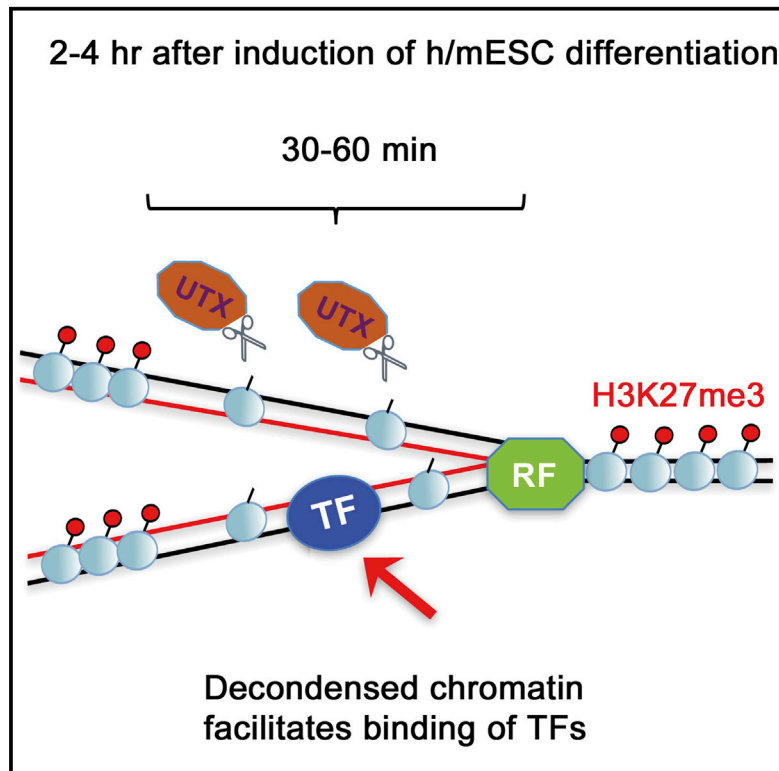 2-4 hr after induction of h/mESC differentiation
30-60 min
UTX
UTX
H3K27me3
RF
TF
Decondensed chromatin
facilitates binding of TFs